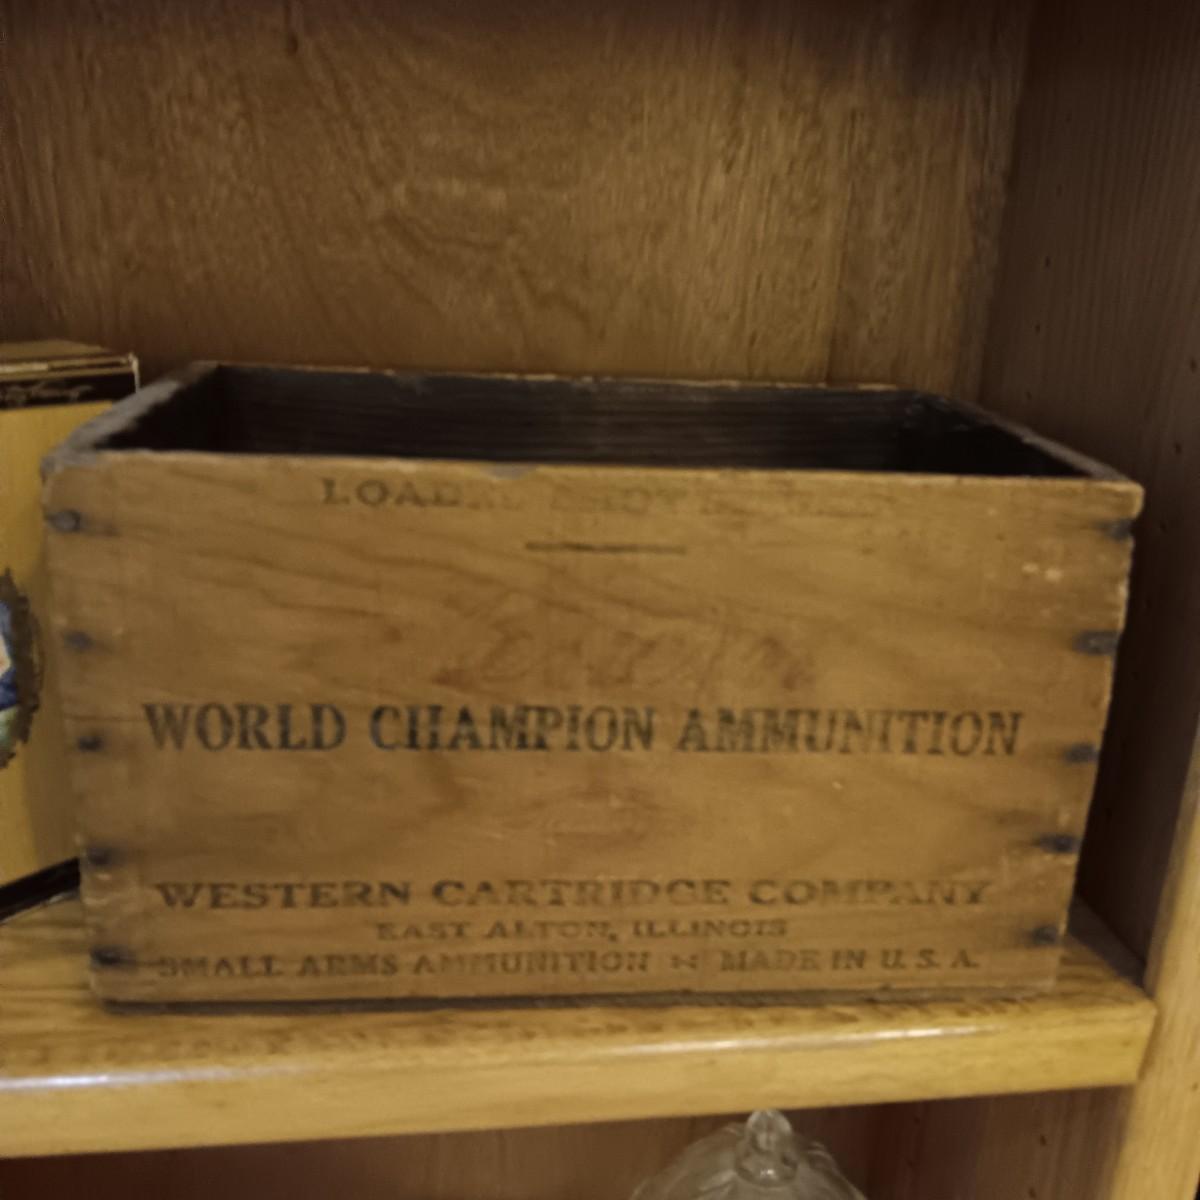 WORLD CHAMPION AMMUNITION
WESTERN CARTRIDGE COMPANY
EAST ALTON, ILLINOIS
SMALL ARMS AMMUNITION MADE IN U.S.A.